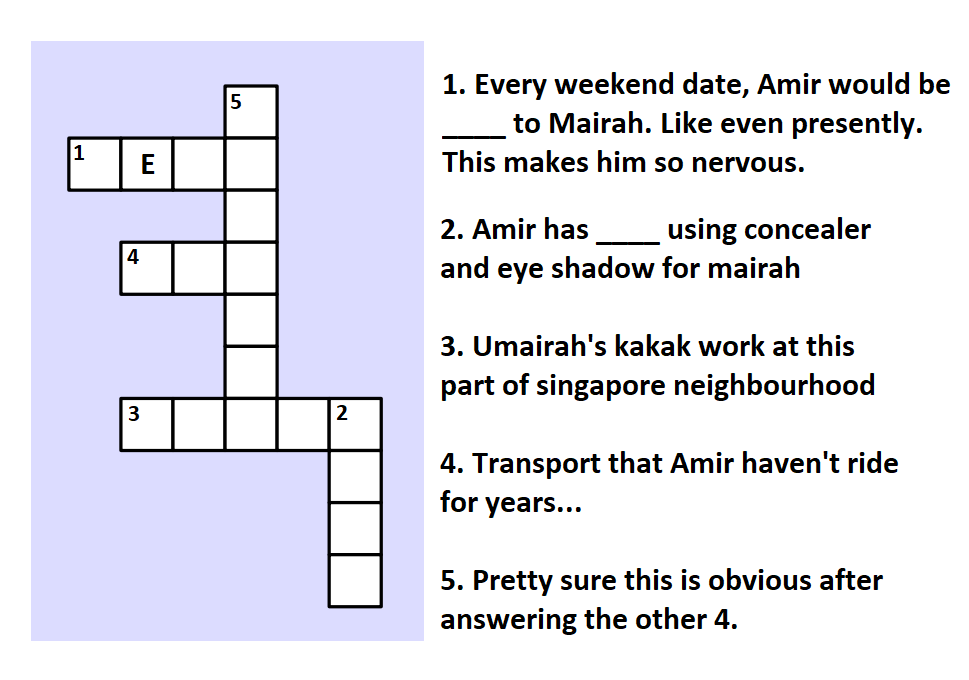 5
1 E
4
3 2
1. Every weekend date, Amir would be
____ to Mairah. Like even presently.
This makes him so nervous.
2. Amir has ____ using concealer
and eye shadow for mairah
3. Umairah's kakak work at this
part of singapore neighbourhood
4. Transport that Amir haven't ride
for years...
5. Pretty sure this is obvious after
answering the other 4.